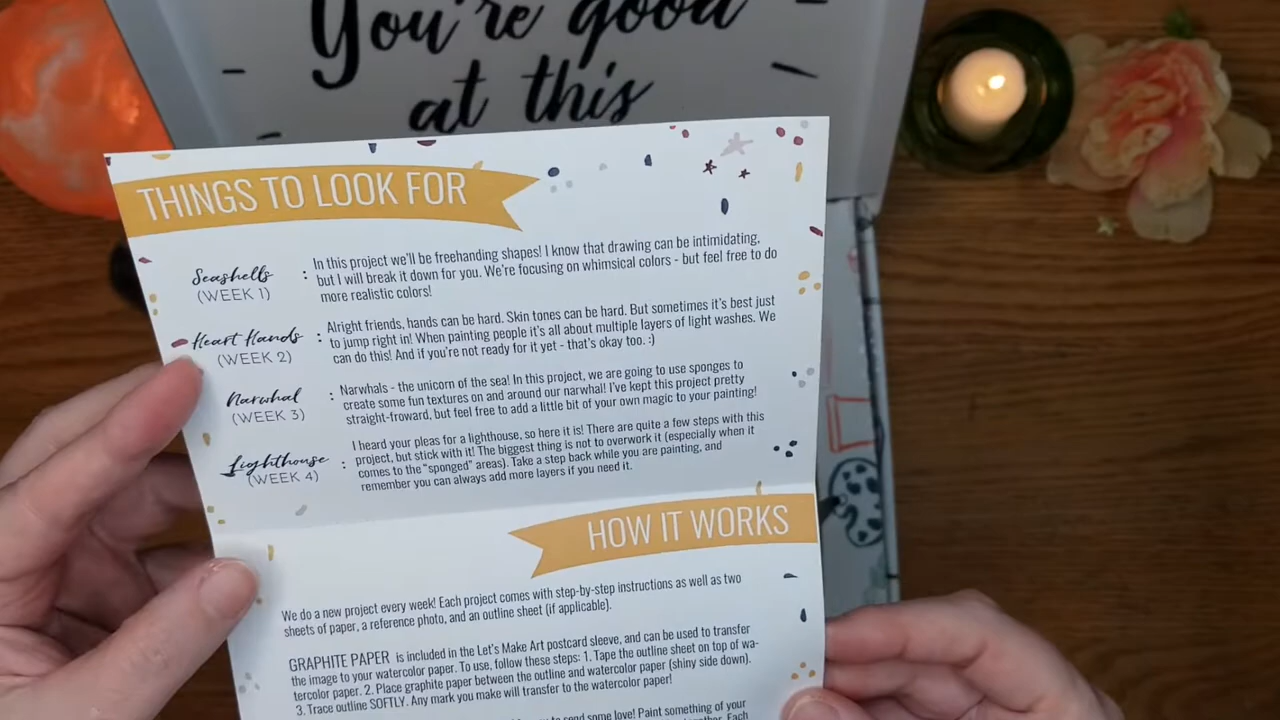 You're good
at this
THINGS TO LOOK FOR
Seashells
(WEEK 1)
: In this project we'll be freehanding shapes! I know that drawing can be intimidating,
but I will break it down for you. We're focusing on whimsical colors - but feel free to do
more realistic colors!
Heart Hands
(WEEK 2)
: Alright friends, hands can be hard. Skin tones can be hard. But sometimes it's best just
to jump right in! When painting people it's all about multiple layers of light washes. We
can do this! And if you're not ready for it yet - that's okay too. :)
Narwhal
(WEEK 3)
: Narwhals - the unicorn of the sea! In this project, we are going to use sponges to
create some fun textures on and around our narwhal! I've kept this project pretty
straight-froward, but feel free to add a little bit of your own magic to your painting!
Lighthouse
(WEEK 4)
: I heard your pleas for a lighthouse, so here it is! There are quite a few steps with this
project, but stick with it! The biggest thing is not to overwork it (especially when it
comes to the "sponged" areas). Take a step back while you are painting, and
remember you can always add more layers if you need it.
HOW IT WORKS
We do a new project every week! Each project comes with step-by-step instructions as well as two
sheets of paper, a reference photo, and an outline sheet (if applicable).
GRAPHITE PAPER is included in the Let's Make Art postcard sleeve, and can be used to transfer
the image to your watercolor paper. To use, follow these steps: 1. Tape the outline sheet on top of wa-
tercolor paper. 2. Place graphite paper between the outline and watercolor paper (shiny side down).
3. Trace outline SOFTLY. Any mark you make will transfer to the watercolor paper!
to send some love! Paint something of your